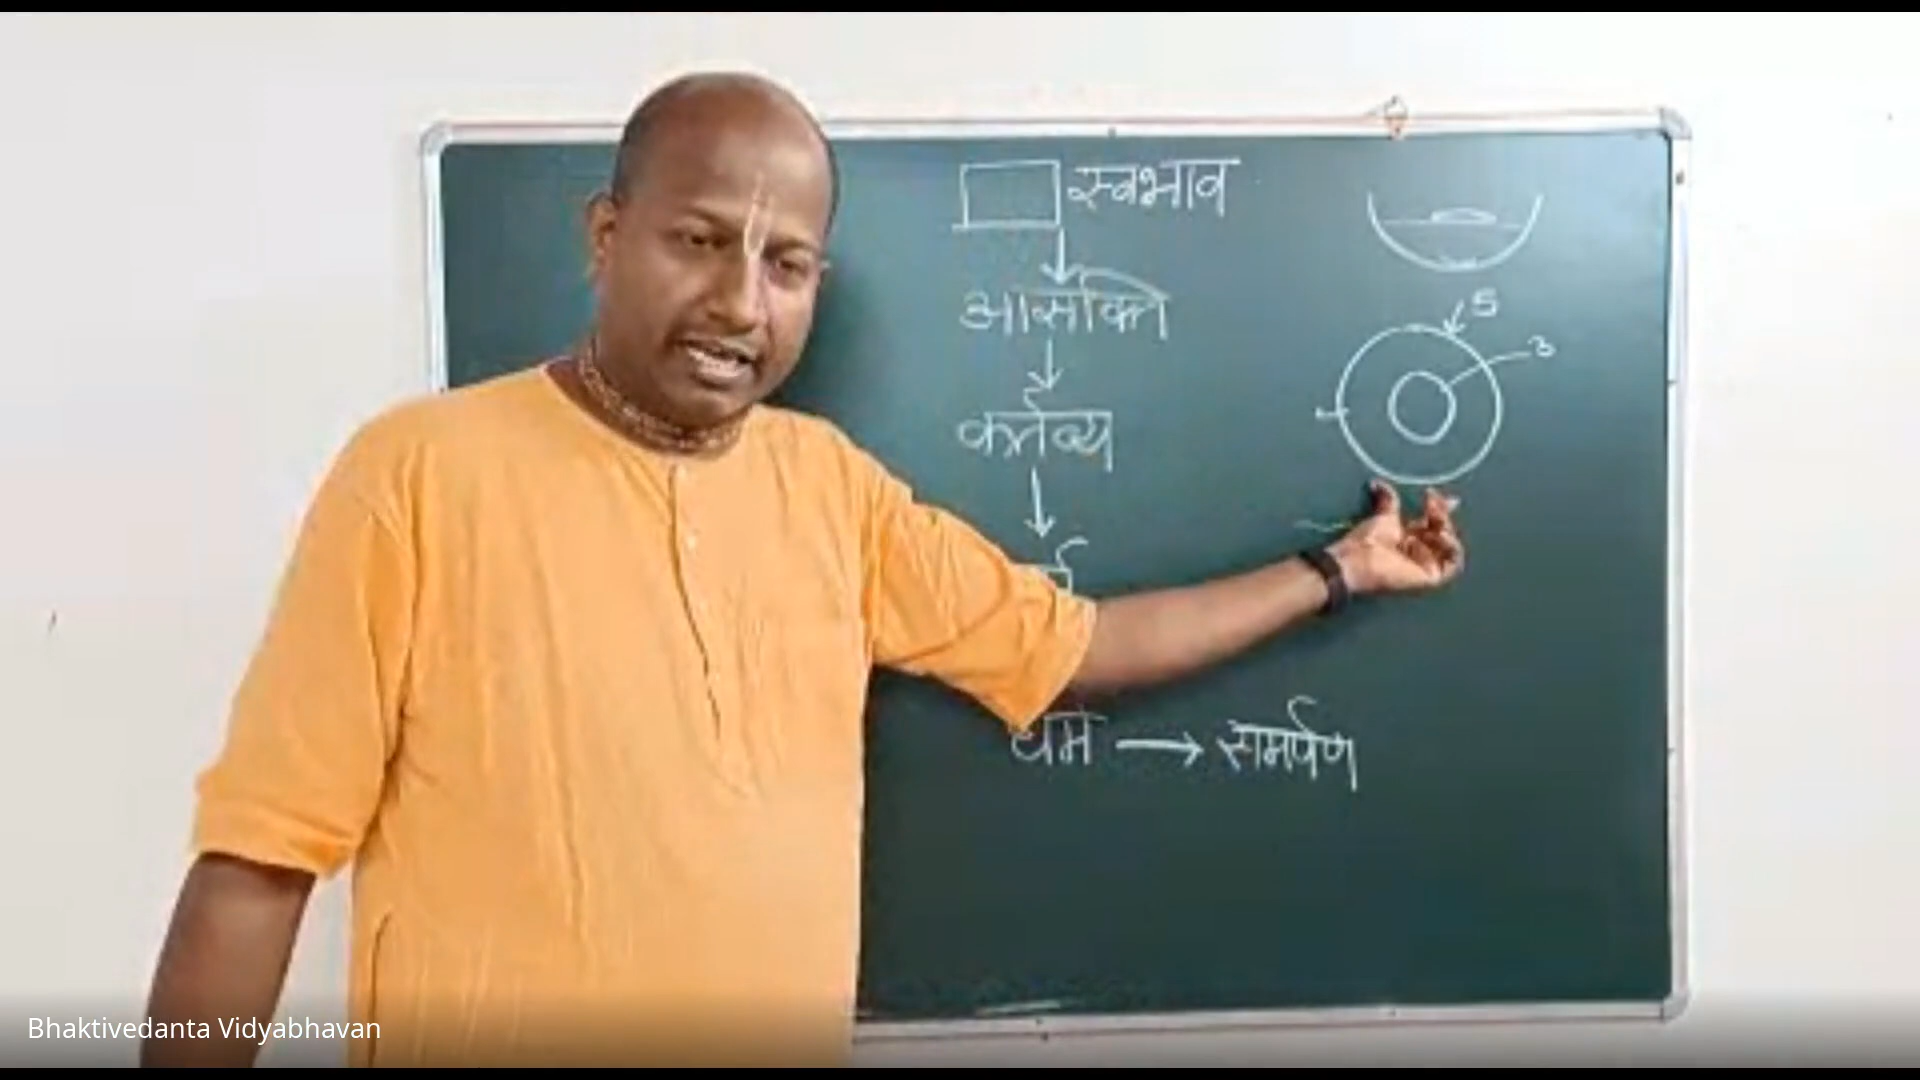 स्वभाव
आसक्ति
कर्तव्य
धर्म → समर्पण
5
3
Bhaktivedanta Vidyabhavan